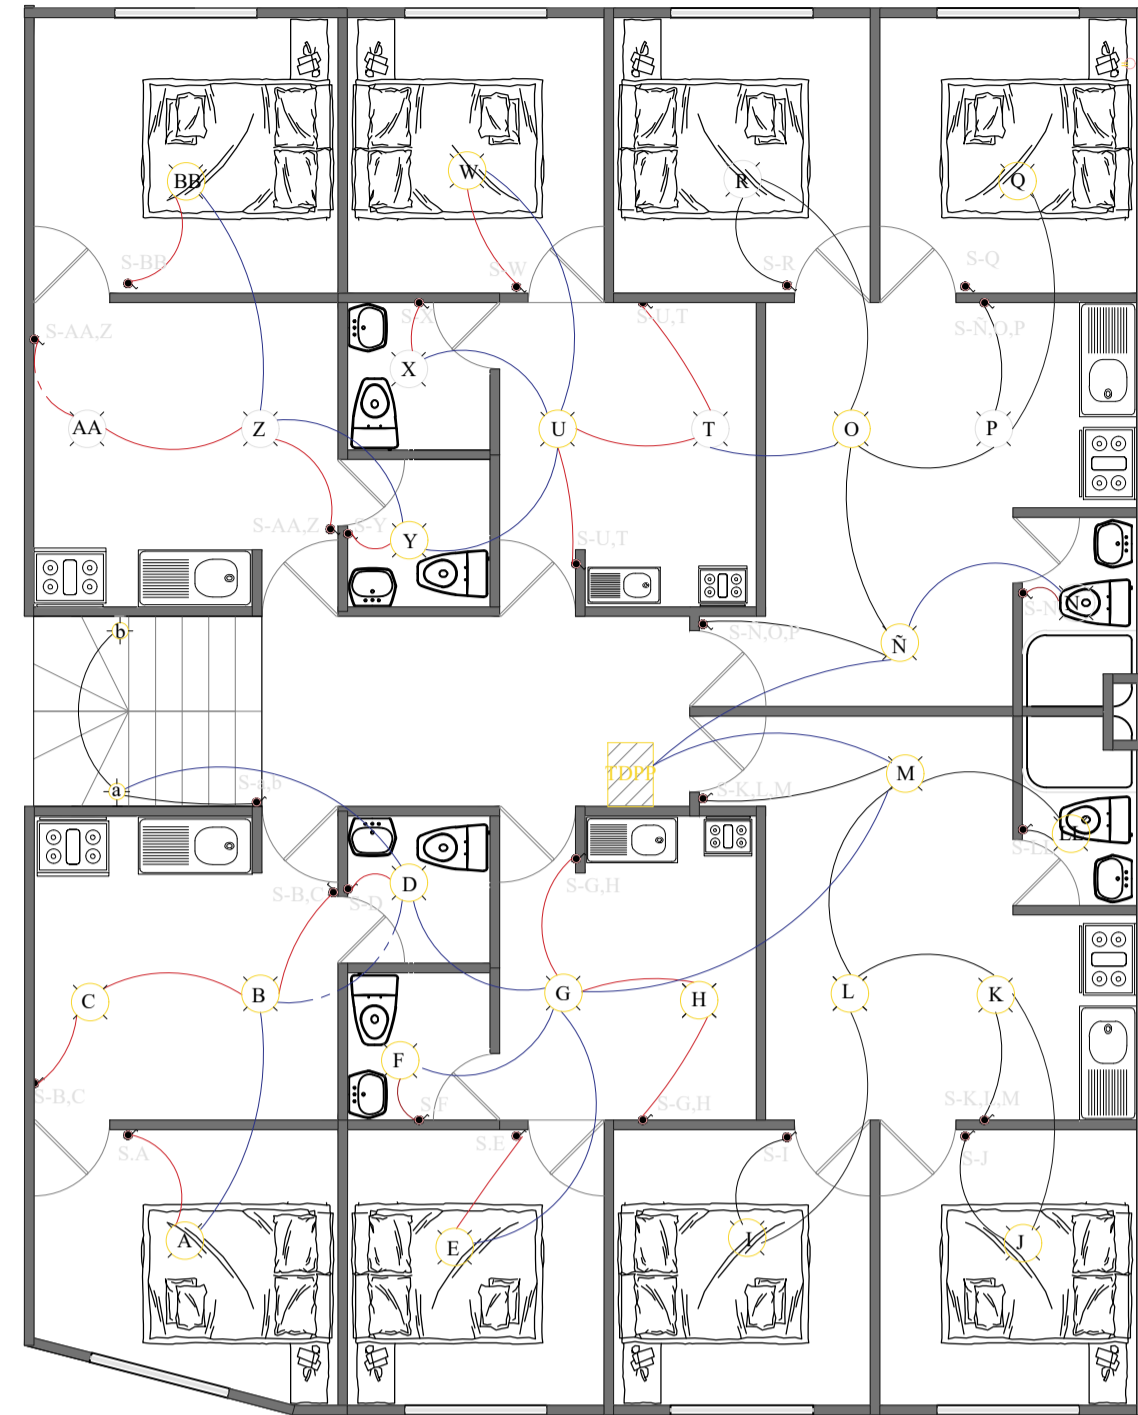 BB
W
R
Q
S-BB
S-W
S-R
S-Q
S-AA,Z
S-X
S-U,T
S-Ñ,O,P
X
AA
Z
U
T
O
P
S-AA,Z
S-Y
Y
S-U,T
S-N
N
b
S-Ñ,O,P
Ñ
TDPP
M
a
S-a,b
S-K,L,M
LL
S-LL
D
S-B,C
S-D
S-G,H
C
B
G
H
L
K
F
S-B,C
S.F
S-G,H
S-K,L,M
S.A
S.E
S-I
S-J
A
E
I
J